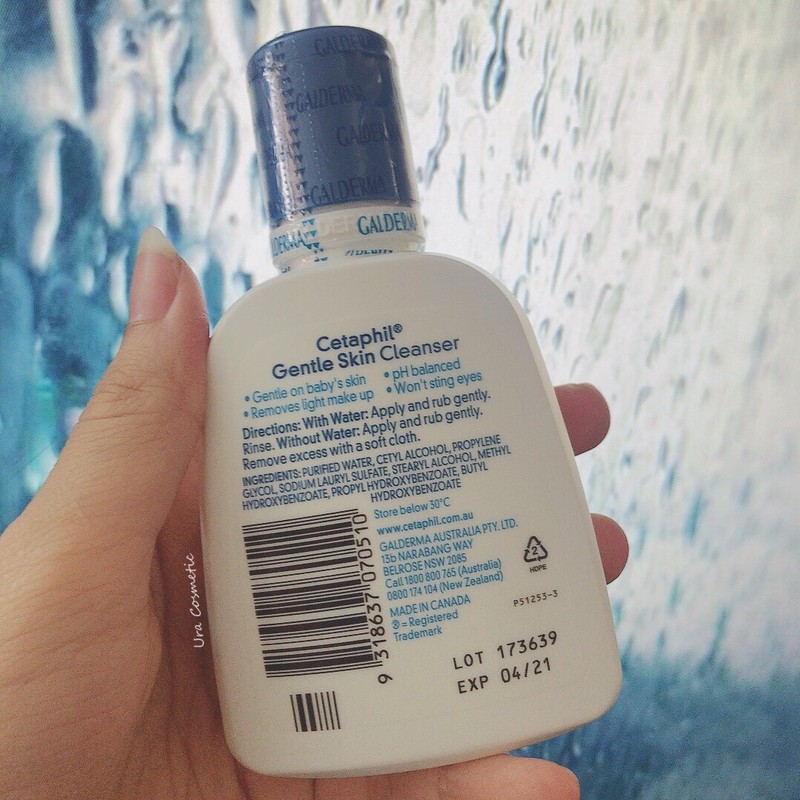 GALDERMA
GALDERMA
GALDERMA
GALDERMA
GALDERMA
Cetaphil®
Gentle Skin Cleanser
• Gentle on baby's skin • pH balanced
• Removes light make up • Won't sting eyes
Directions: With Water: Apply and rub gently.
Rinse. Without Water: Apply and rub gently.
Remove excess with a soft cloth.
INGREDIENTS: PURIFIED WATER, CETYL ALCOHOL, PROPYLENE
GLYCOL, SODIUM LAURYL SULFATE, STEARYL ALCOHOL, METHYL
HYDROXYBENZOATE, PROPYL HYDROXYBENZOATE, BUTYL
HYDROXYBENZOATE
Store below 30°C
www.cetaphil.com.au
GALDERMA AUSTRALIA PTY. LTD.
13b NARABANG WAY
BELROSE NSW 2085
Call 1800 800 765 (Australia)
0800 174 104 (New Zealand)
MADE IN CANADA
® = Registered
Trademark
2
HDPE
P51253-3
9 318637 070510
LOT 173639
EXP 04/21
Ura Cosmetic